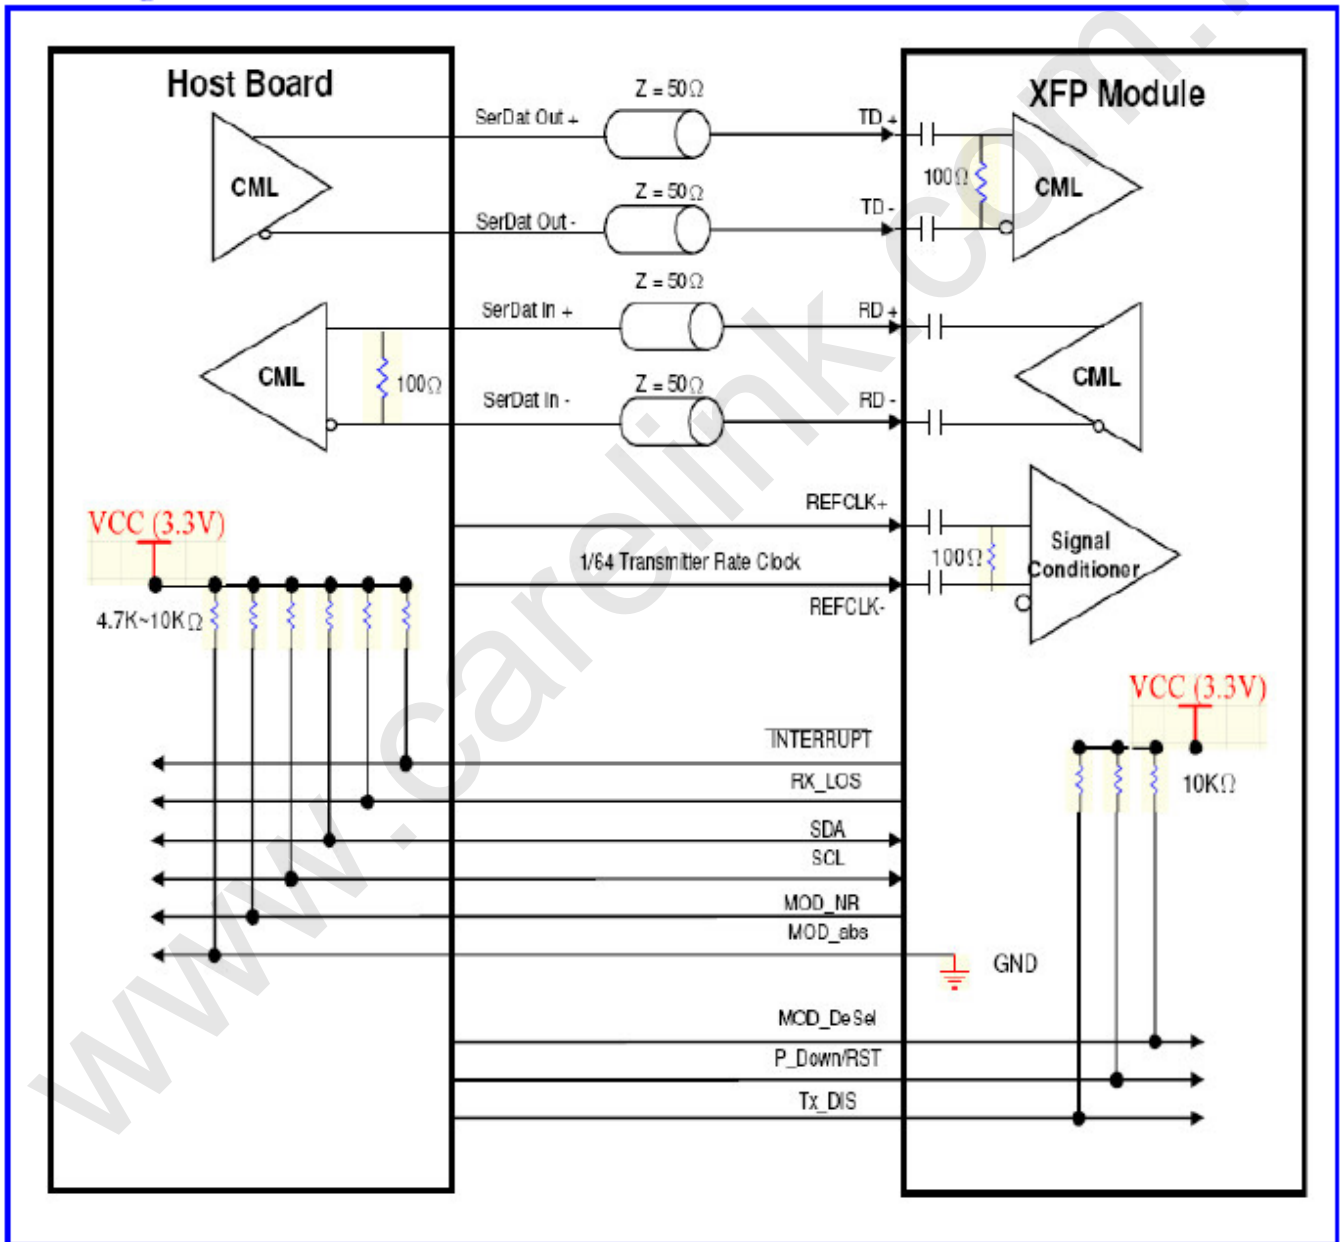 Host Board
XFP Module
Z = 50Ω
SerDat Out +
TD +
CML
100Ω
CML
Z = 50Ω
SerDat Out -
TD -
Z = 50Ω
SerDat In +
RD +
CML
100Ω
CML
Z = 50Ω
SerDat In -
RD -
REFCLK+
VCC (3.3V)
1/64 Transmitter Rate Clock
100Ω
Signal
Conditioner
REFCLK-
4.7K~10KΩ
VCC (3.3V)
INTERRUPT
RX_LOS
10KΩ
SDA
SCL
MOD_NR
MOD_abs
GND
MOD_DeSel
P_Down/RST
Tx_DIS
www.carelink.com.